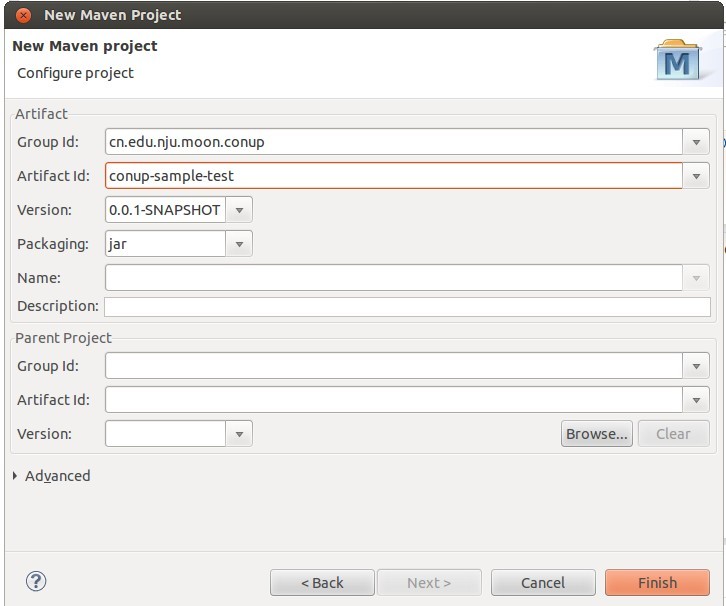 New Maven Project
New Maven project
Configure project
M
Artifact
Group Id: cn.edu.nju.moon.conup
Artifact Id: conup-sample-test
Version: 0.0.1-SNAPSHOT
Packaging: jar
Name:
Description:
Parent Project
Group Id:
Artifact Id:
Version: Browse... Clear
Advanced
? < Back Next > Cancel Finish